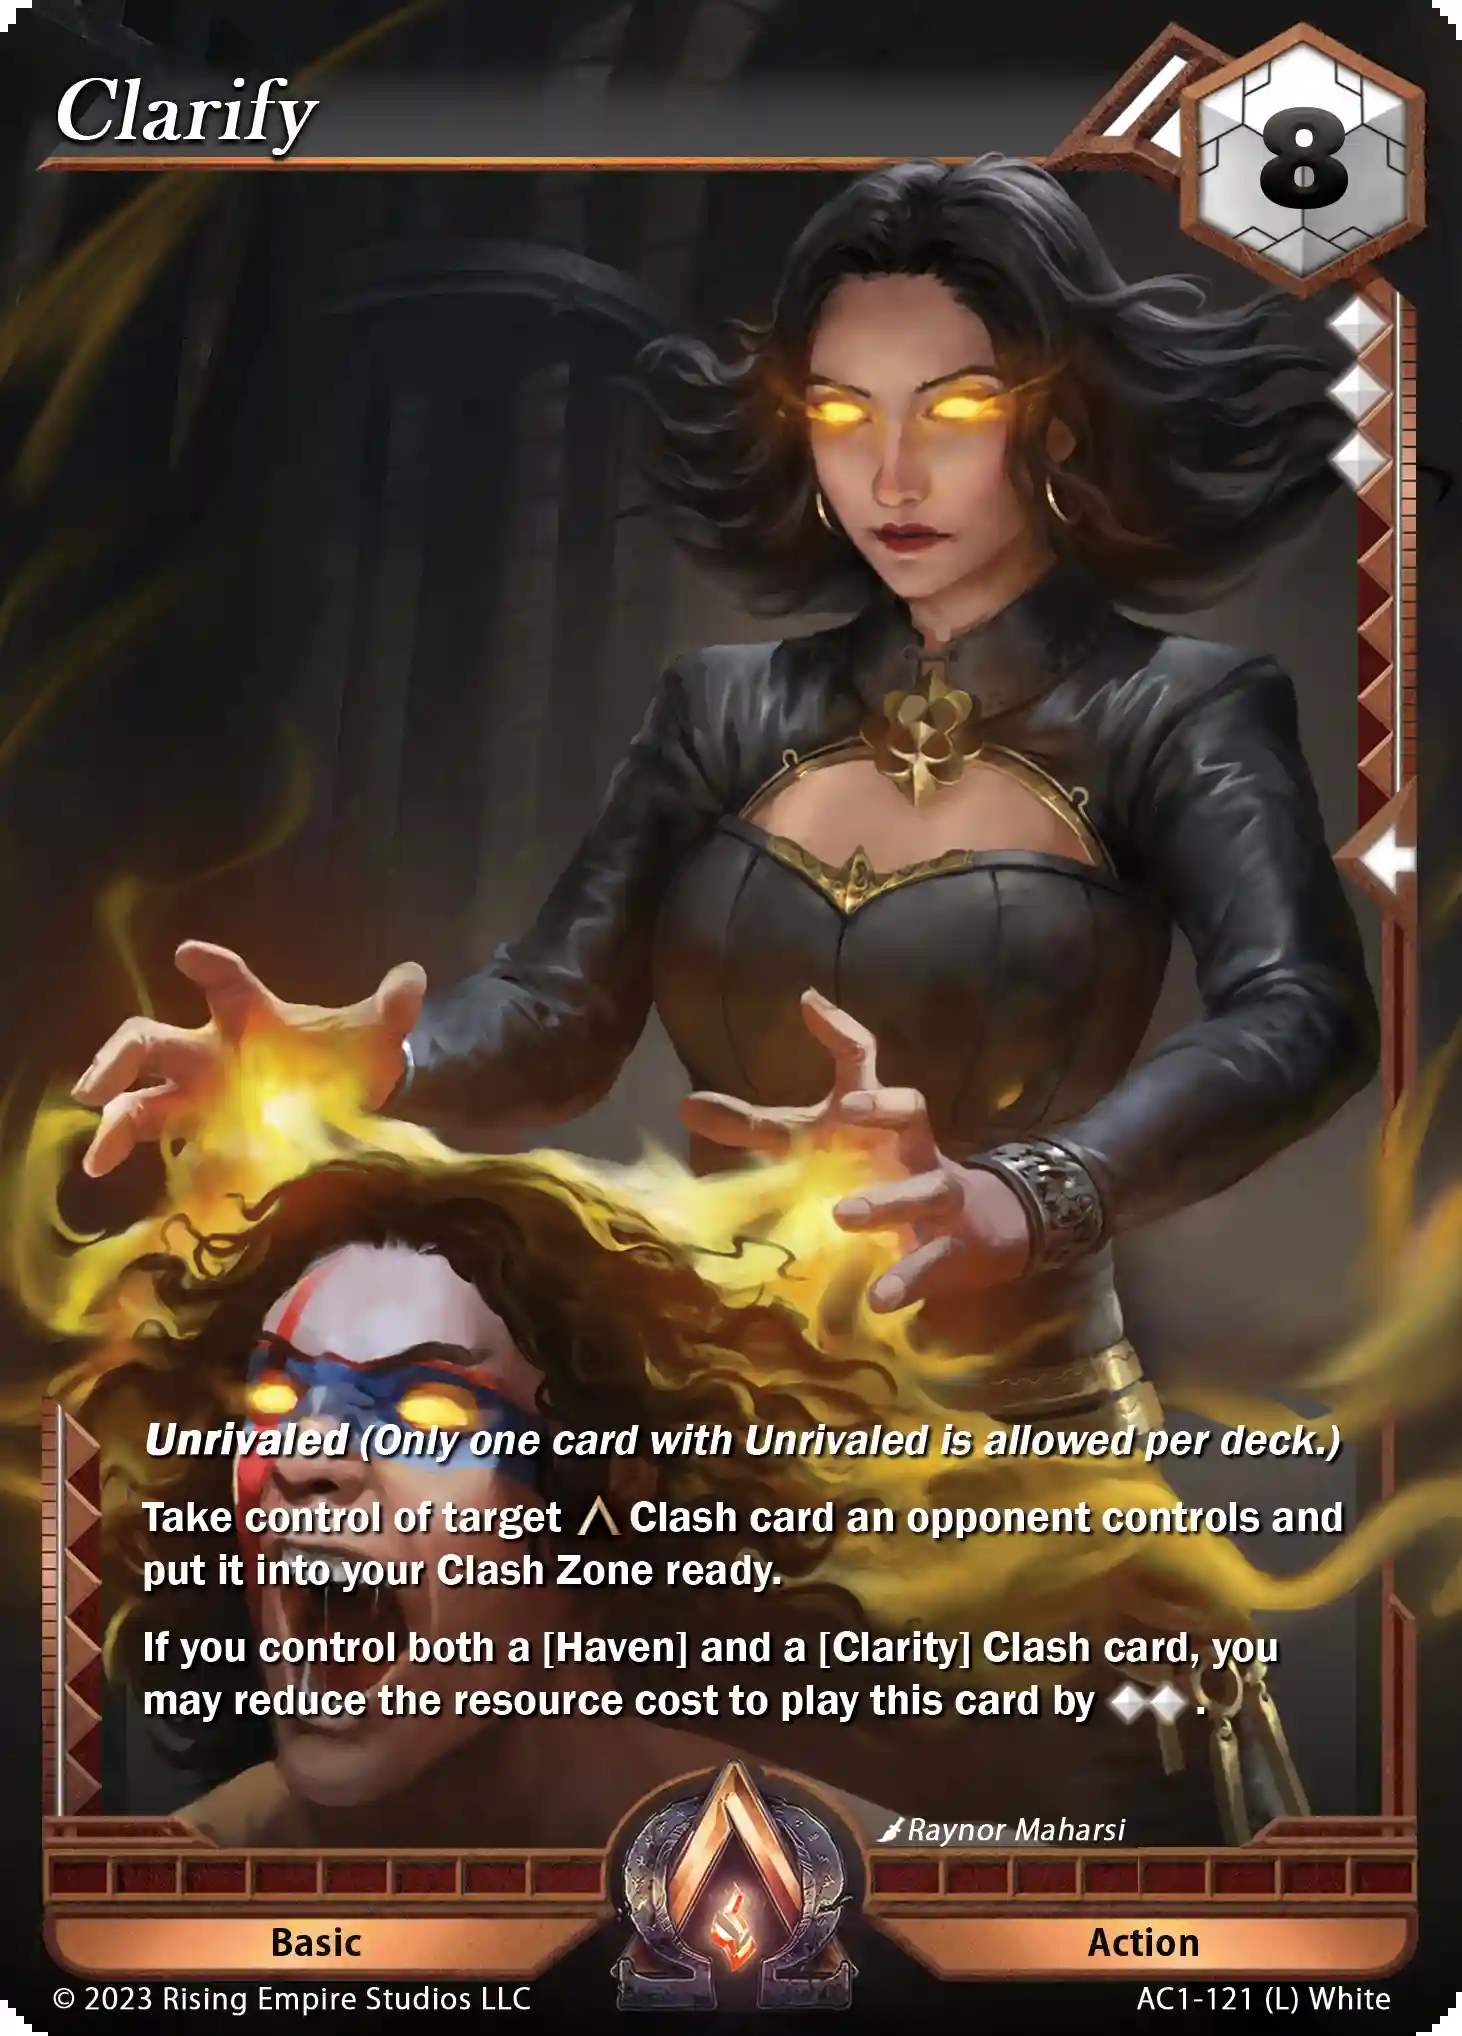 Clarify
8
Unrivaled (Only one card with Unrivaled is allowed per deck.)
Take control of target Λ Clash card an opponent controls and
put it into your Clash Zone ready.
If you control both a [Haven] and a [Clarity] Clash card, you
may reduce the resource cost to play this card by .
Raynor Maharsi
Basic
Action
© 2023 Rising Empire Studios LLC
AC1-121 (L) White